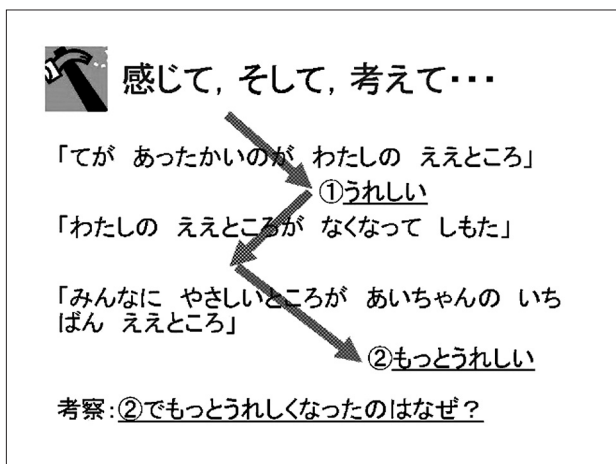 感じて，そして，考えて・・・
「てが　あったかいのが　わたしの　ええところ」
①うれしい
「わたしの　ええところが　なくなって　しもた」
「みんなに　やさしいところが　あいちゃんの　いち
ばん　ええところ」
②もっとうれしい
考察：②でもっとうれしくなったのはなぜ？